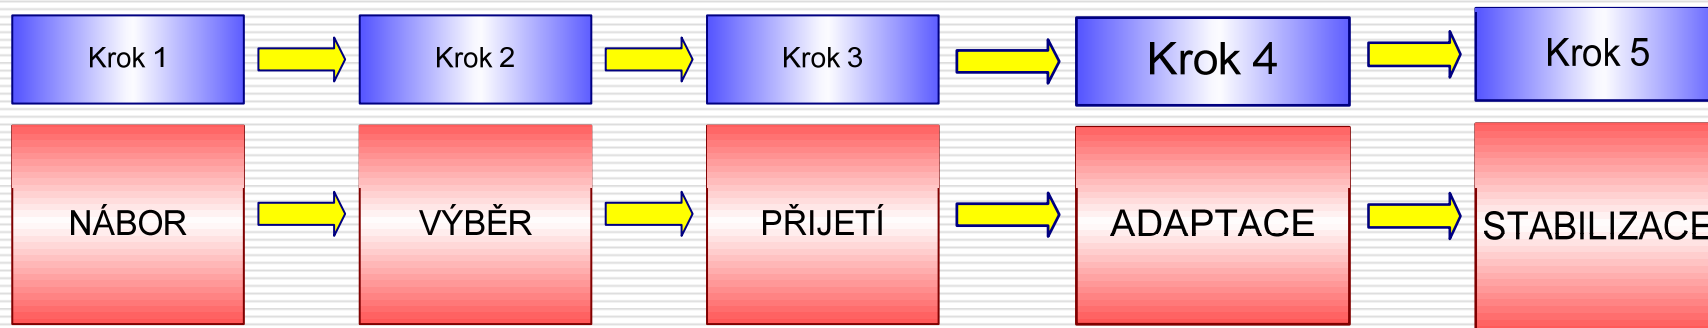 Krok 1
Krok 2
Krok 3
Krok 4
Krok 5
NÁBOR
VÝBĚR
PŘIJETÍ
ADAPTACE
STABILIZACE